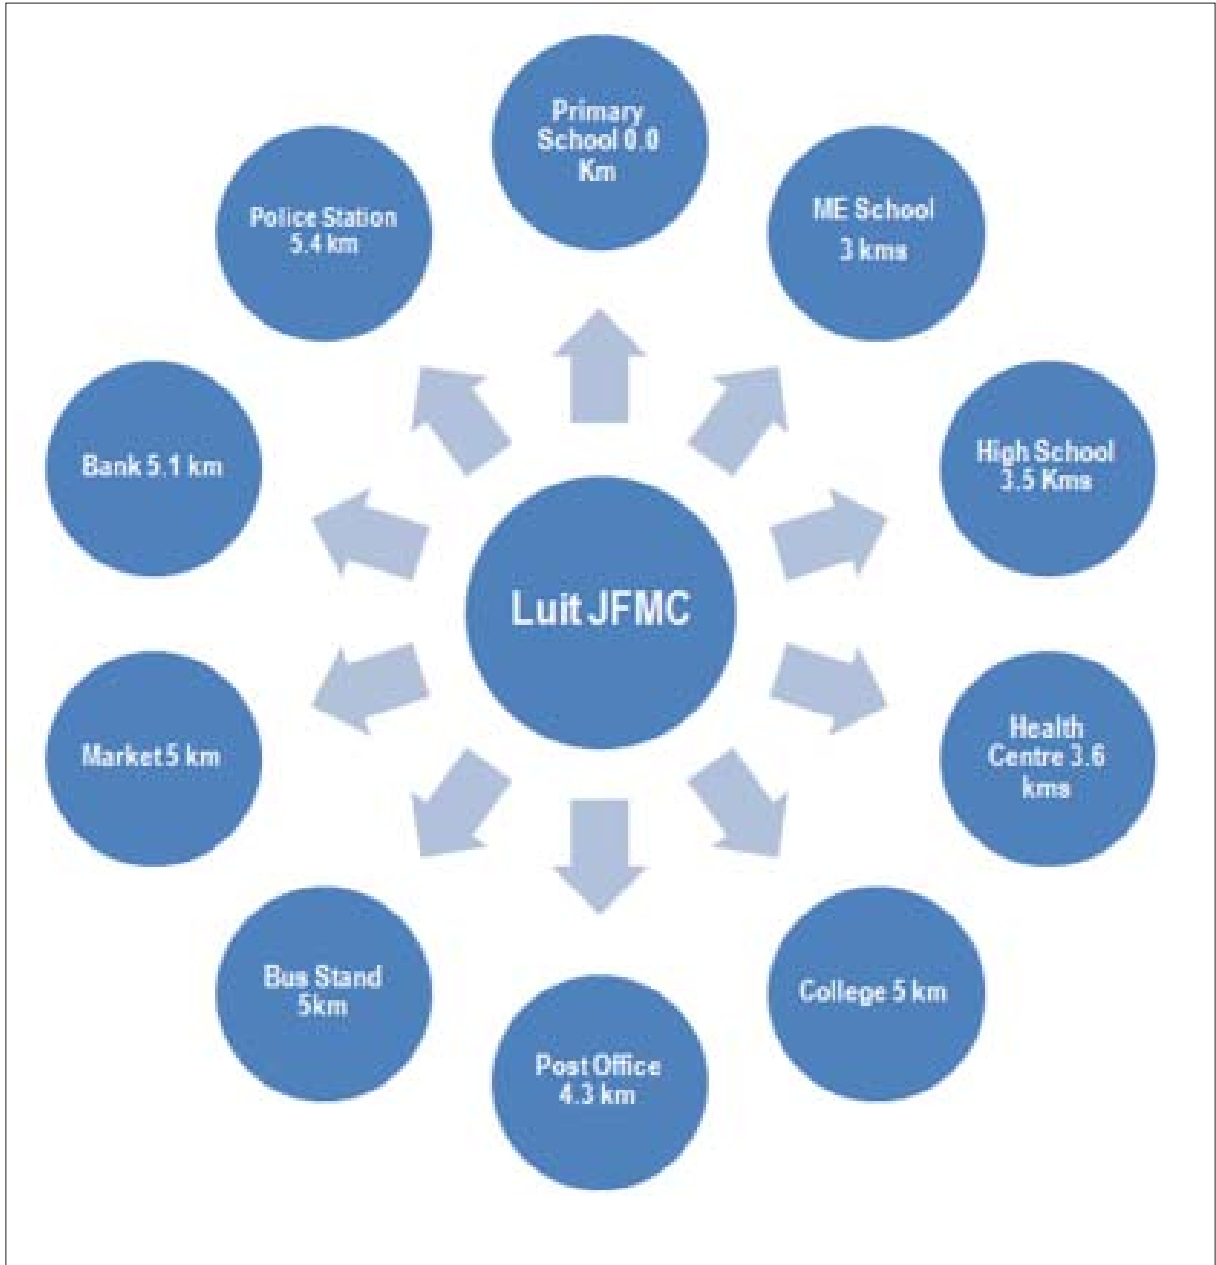 Primary
School 0.0
Km
ME School
3 kms
High School
3.5 Kms
Health
Centre 3.6
kms
College 5 km
Post Office
4.3 km
Bus Stand
5km
Market 5 km
Bank 5.1 km
Police Station
5.4 km
Luit JFMC